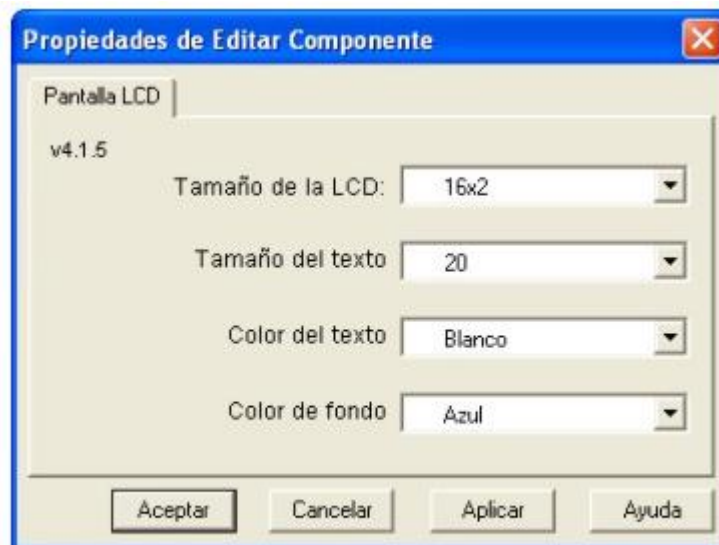 Propiedades de Editar Componente
Pantalla LCD
v4.1.5
Tamaño de la LCD: 16x2
Tamaño del texto 20
Color del texto Blanco
Color de fondo Azul
Aceptar Cancelar Aplicar Ayuda